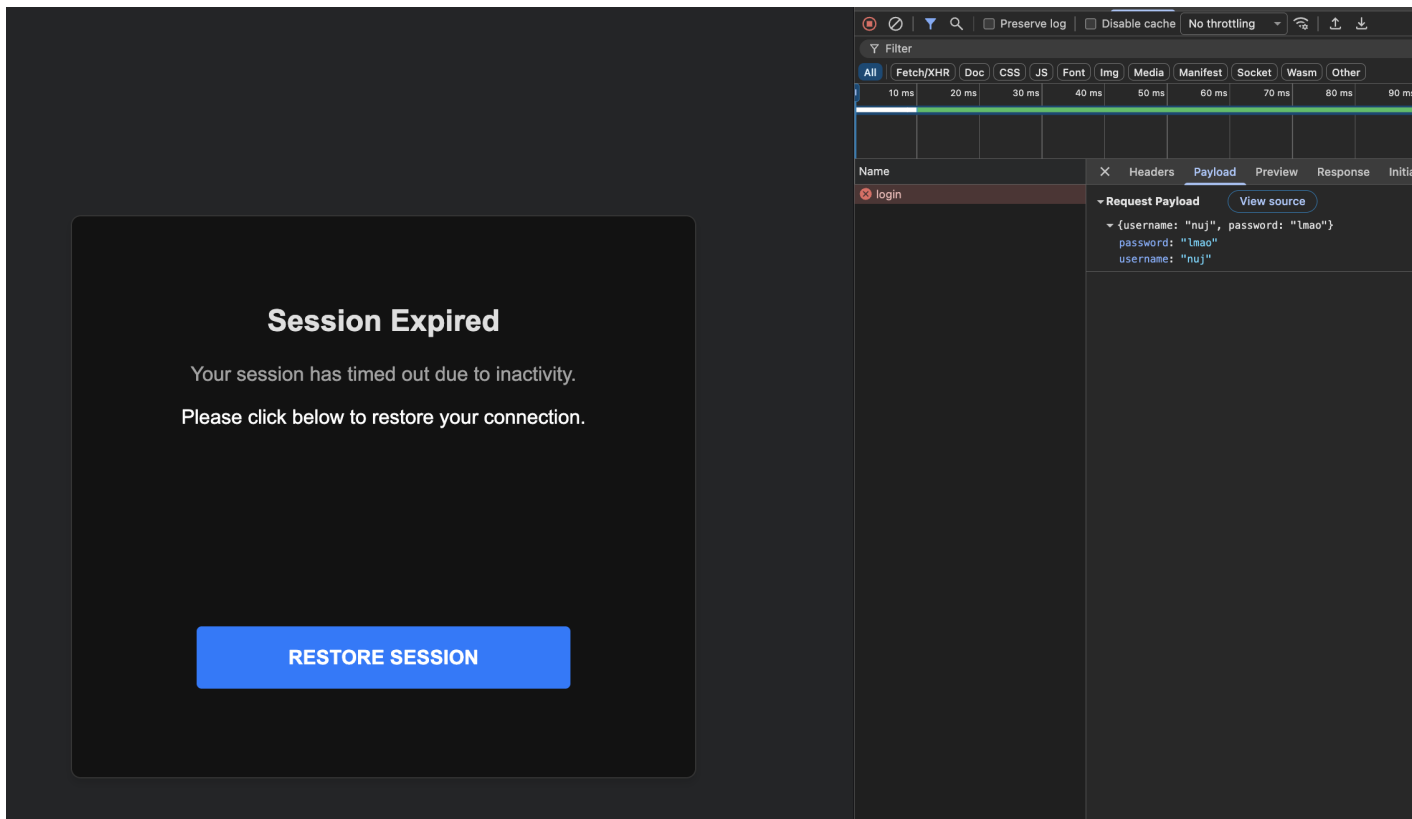 Session Expired
Your session has timed out due to inactivity.
Please click below to restore your connection.
RESTORE SESSION
Preserve log Disable cache No throttling
Filter
All Fetch/XHR Doc CSS JS Font Img Media Manifest Socket Wasm Other
10 ms 20 ms 30 ms 40 ms 50 ms 60 ms 70 ms 80 ms 90 ms
Name
login
Headers Payload Preview Response
Request Payload View source
{username: "nuj", password: "lmao"}
password: "lmao"
username: "nuj"